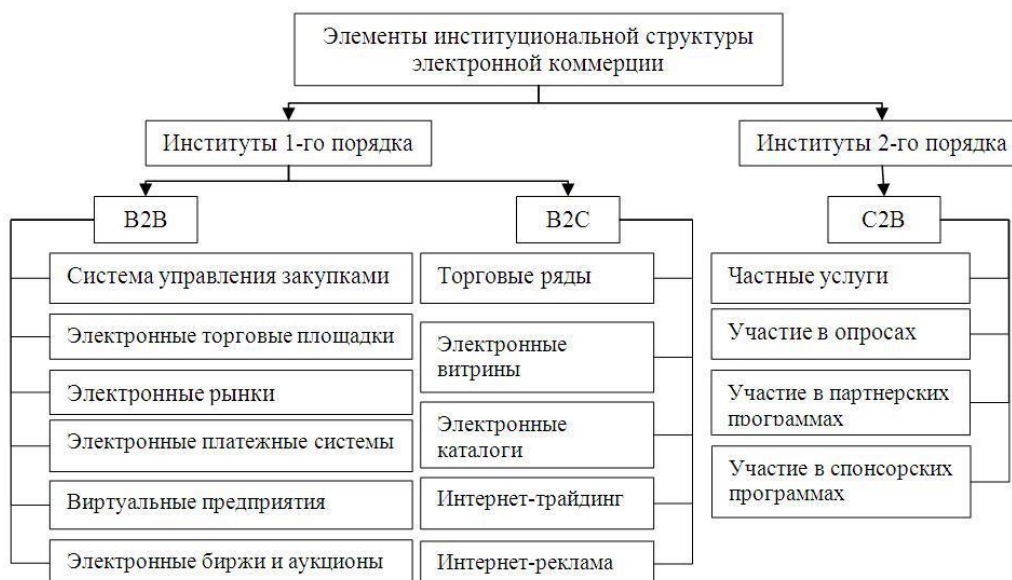 Элементы институциональной структуры
электронной коммерции
Институты 1-го порядка
Институты 2-го порядка
B2B
B2C
C2B
Система управления закупками
Электронные торговые площадки
Электронные рынки
Электронные платежные системы
Виртуальные предприятия
Электронные биржи и аукционы
Торговые ряды
Электронные
витрины
Электронные
каталоги
Интернет-трайдинг
Интернет-реклама
Частные услуги
Участие в опросах
Участие в партнерских
программах
Участие в спонсорских
программах